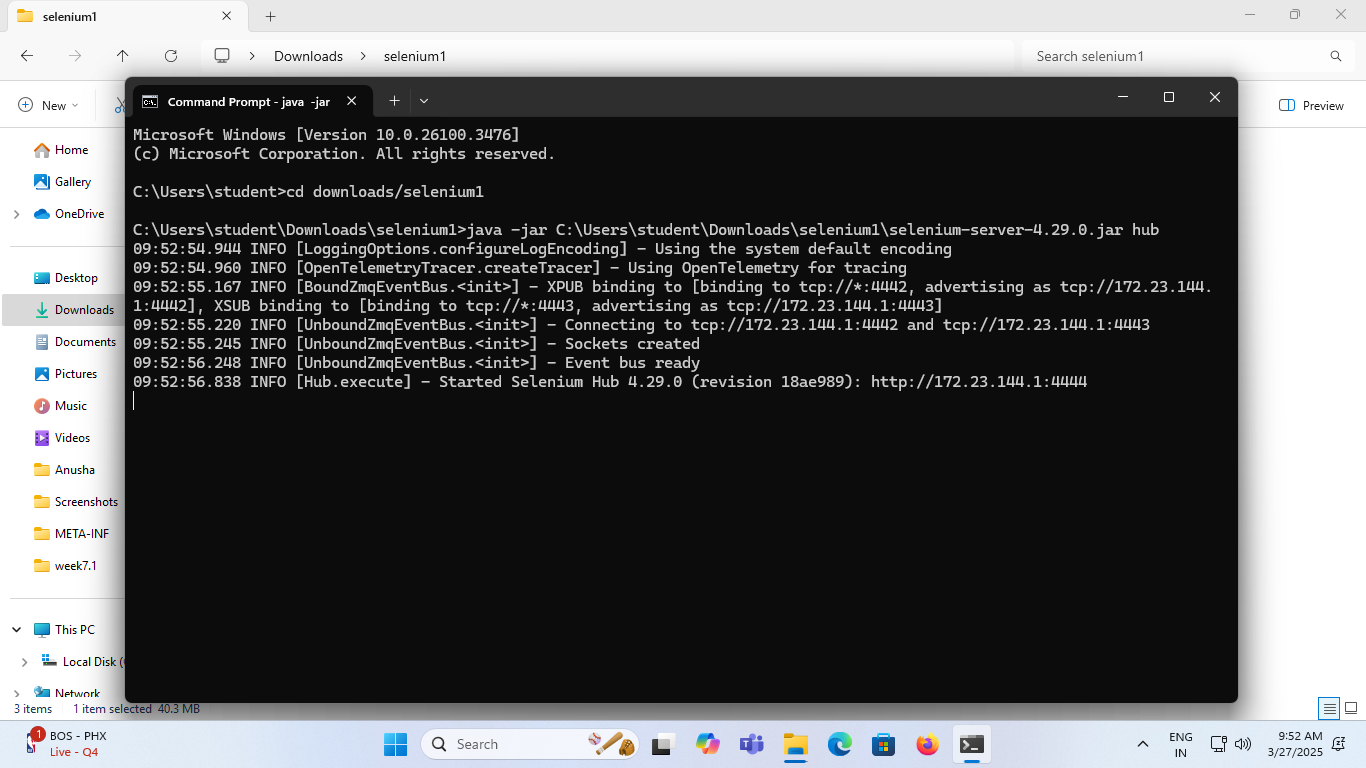 selenium1
Downloads
selenium1
Search selenium1
New
Preview
Home
Gallery
OneDrive
Desktop
Downloads
Documents
Pictures
Music
Videos
Anusha
Screenshots
META-INF
week7.1
This PC
Local Disk (
Network
3 items 1 item selected 40.3 MB
Command Prompt - java -jar
Microsoft Windows [Version 10.0.26100.3476]
(c) Microsoft Corporation. All rights reserved.
C:\Users\student>cd downloads/selenium1
C:\Users\student\Downloads\selenium1>java -jar C:\Users\student\Downloads\selenium1\selenium-server-4.29.0.jar hub
09:52:54.944 INFO [LoggingOptions.configureLogEncoding] - Using the system default encoding
09:52:54.960 INFO [OpenTelemetryTracer.createTracer] - Using OpenTelemetry for tracing
09:52:55.167 INFO [BoundZmqEventBus.<init>] - XPUB binding to [binding to tcp://*:4442, advertising as tcp://172.23.144.
1:4442], XSUB binding to [binding to tcp://*:4443, advertising as tcp://172.23.144.1:4443]
09:52:55.220 INFO [UnboundZmqEventBus.<init>] - Connecting to tcp://172.23.144.1:4442 and tcp://172.23.144.1:4443
09:52:55.245 INFO [UnboundZmqEventBus.<init>] - Sockets created
09:52:56.248 INFO [UnboundZmqEventBus.<init>] - Event bus ready
09:52:56.838 INFO [Hub.execute] - Started Selenium Hub 4.29.0 (revision 18ae989): http://172.23.144.1:4444
1
BOS - PHX
Live - Q4
Search
ENG
IN
9:52 AM
3/27/2025